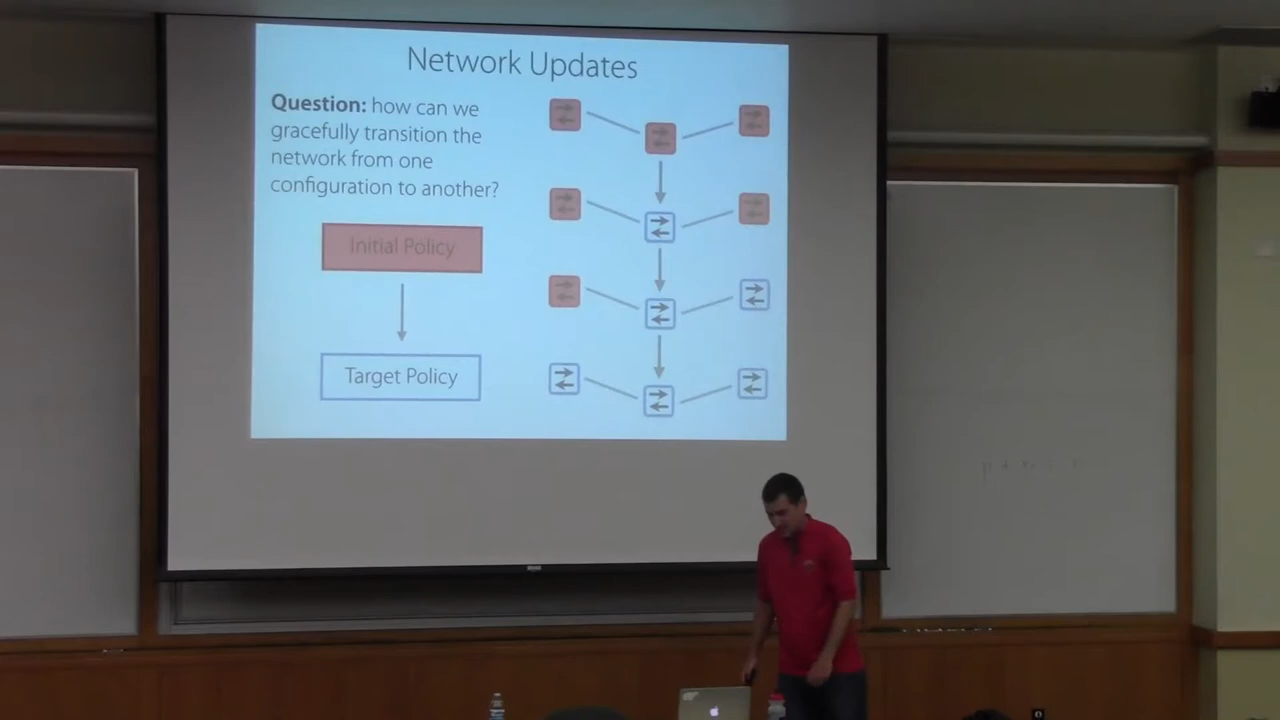 Network Updates
Question: how can we
gracefully transition the
network from one
configuration to another?
Initial Policy
Target Policy